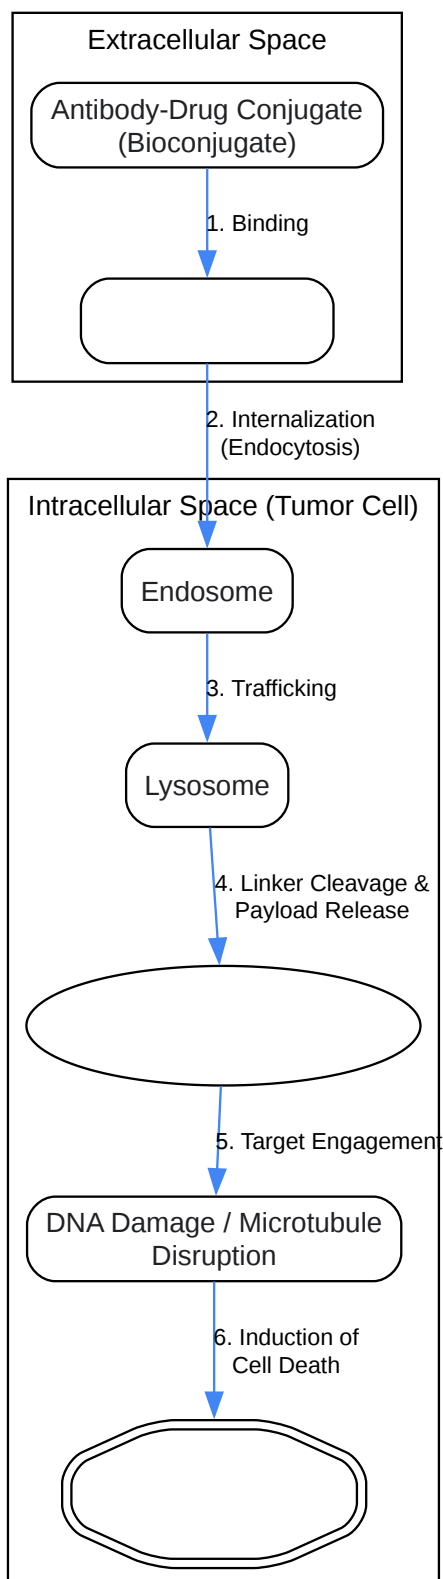 Extracellular Space
Antibody-Drug Conjugate
(Bioconjugate)
1. Binding
2. Internalization
(Endocytosis)
Intracellular Space (Tumor Cell)
Endosome
3. Trafficking
Lysosome
4. Linker Cleavage &
Payload Release
5. Target Engagement
DNA Damage / Microtubule
Disruption
6. Induction of
Cell Death